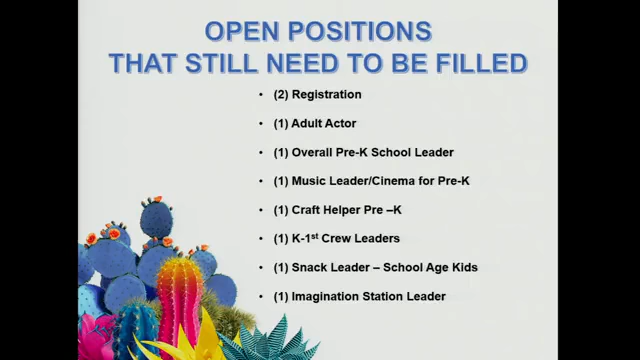 OPEN POSITIONS
THAT STILL NEED TO BE FILLED
• (2) Registration
• (1) Adult Actor
• (1) Overall Pre-K School Leader
• (1) Music Leader/Cinema for Pre-K
• (1) Craft Helper Pre –K
• (1) K-1st Crew Leaders
• (1) Snack Leader – School Age Kids
• (1) Imagination Station Leader